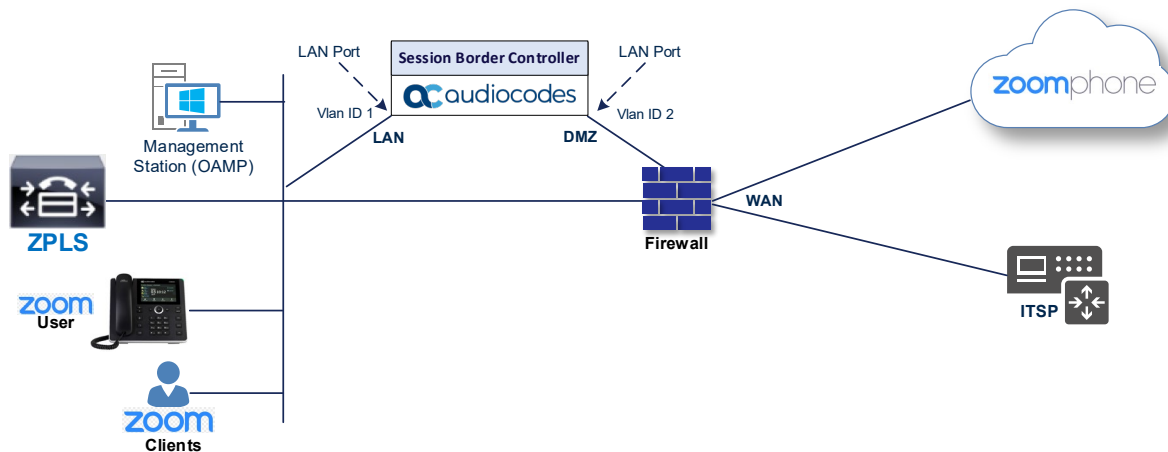 LAN Port
Session Border Controller
LAN Port
audiocodes
Vlan ID 1
Vlan ID 2
LAN
DMZ
zoomphone
Management
Station (OAMP)
ZPLS
WAN
Firewall
zoom
User
ITSP
zoom
Clients